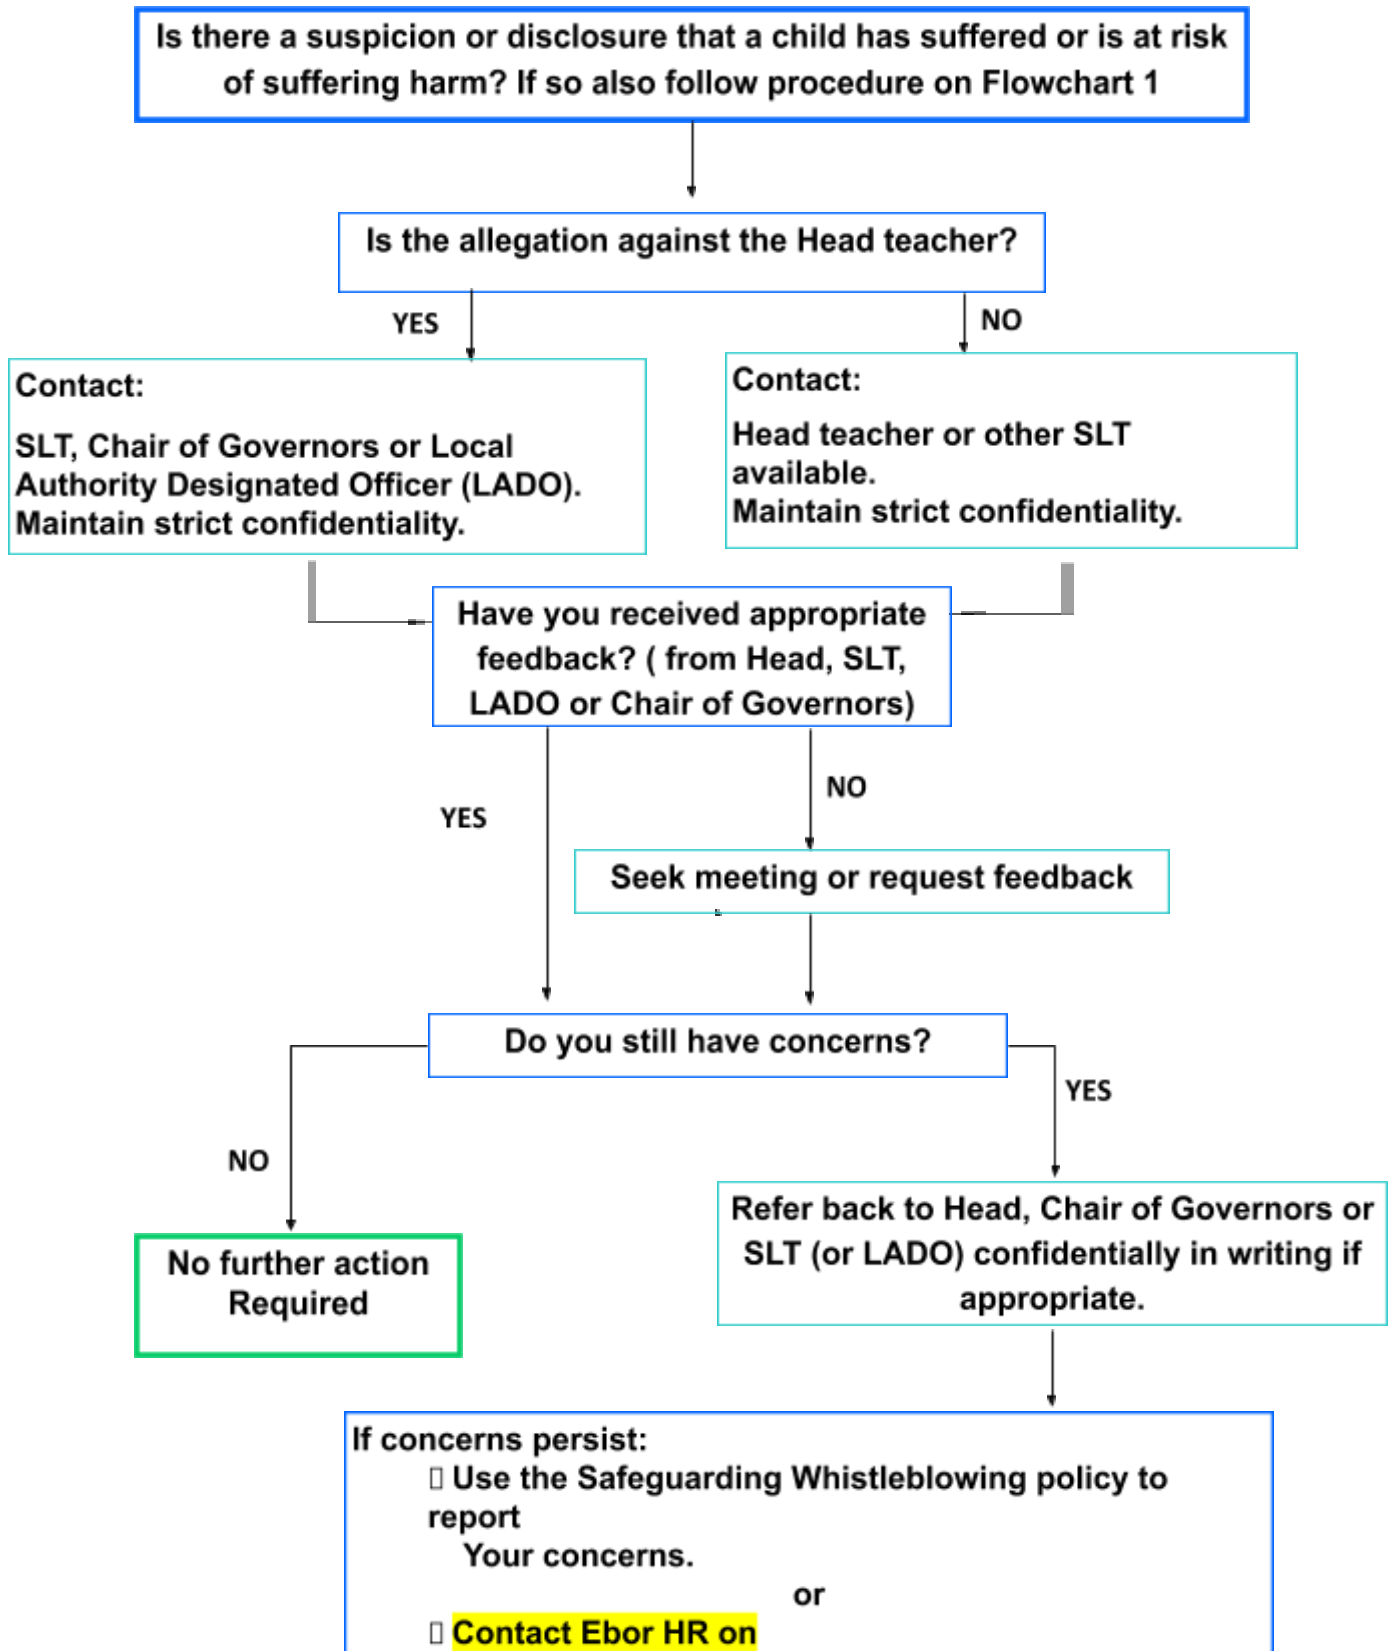 Is there a suspicion or disclosure that a child has suffered or is at risk
of suffering harm? If so also follow procedure on Flowchart 1
Is the allegation against the Head teacher?
YES
NO
Contact:
SLT, Chair of Governors or Local
Authority Designated Officer (LADO).
Maintain strict confidentiality.
Contact:
Head teacher or other SLT
available.
Maintain strict confidentiality.
Have you received appropriate
feedback? ( from Head, SLT,
LADO or Chair of Governors)
YES
NO
Seek meeting or request feedback
Do you still have concerns?
NO
YES
No further action
Required
Refer back to Head, Chair of Governors or
SLT (or LADO) confidentially in writing if
appropriate.
If concerns persist:
▯ Use the Safeguarding Whistleblowing policy to
report
Your concerns.
or
▯ Contact Ebor HR on